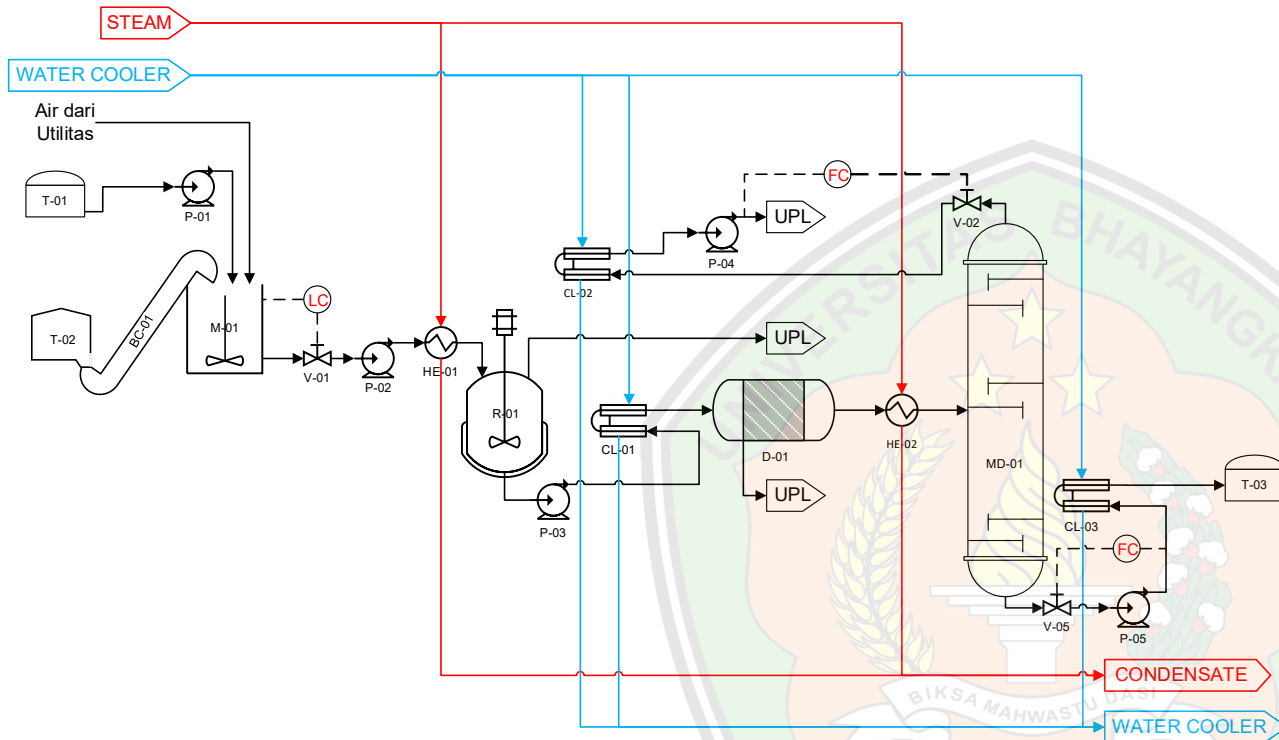 STEAM
WATER COOLER
Air dari
Utilitas
T-01
P-01
T-02
BC-01
M-01
LC
V-01
P-02
HE-01
R-01
P-03
CL-02
P-04
UPL
FC
V-02
UPL
CL-01
D-01
UPL
HE-02
MD-01
CL-03
T-03
FC
V-05
P-05
CONDENSATE
WATER COOLER
UNIVERSITAS BHAYANGK
BIKSA MAHWASTU DASI